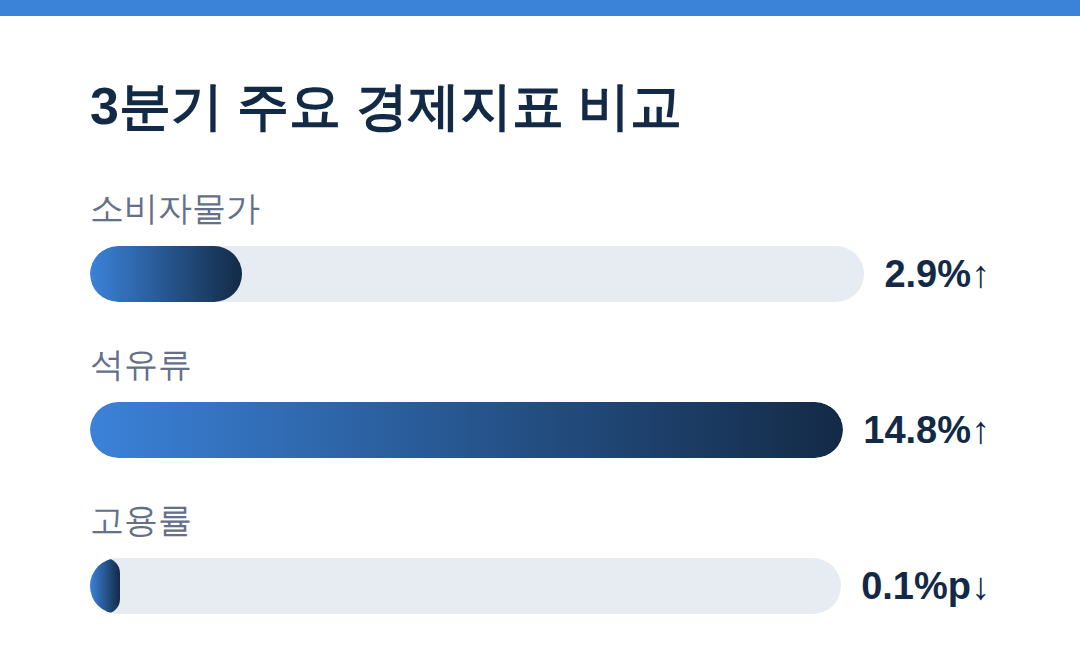 3분기 주요 경제지표 비교
소비자물가
2.9%↑
석유류
14.8%↑
고용률
0.1%p↓